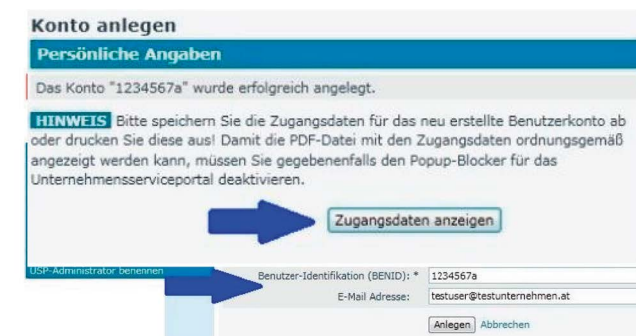 Konto anlegen
Persönliche Angaben
Das Konto "1234567a" wurde erfolgreich angelegt.
HINWEIS Bitte speichern Sie die Zugangsdaten für das neu erstellte Benutzerkonto ab
oder drucken Sie diese aus! Damit die PDF-Datei mit den Zugangsdaten ordnungsgemäß
angezeigt werden kann, müssen Sie gegebenenfalls den Popup-Blocker für das
Unternehmensserviceportal deaktivieren.
Zugangsdaten anzeigen
USP-Administrator benennen
Benutzer-Identifikation (BENID): * 1234567a
E-Mail Adresse: testuser@testunternehmen.at
Anlegen Abbrechen